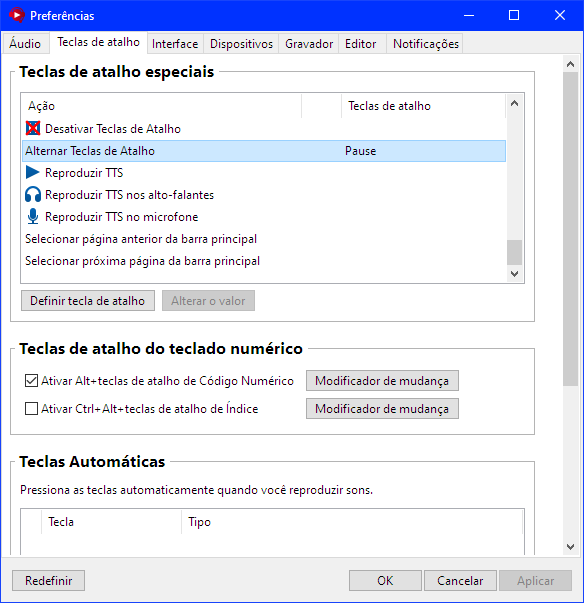 Preferências
Áudio Teclas de atalho Interface Dispositivos Gravador Editor Notificações
Teclas de atalho especiais
Ação Teclas de atalho
Desativar Teclas de Atalho
Alternar Teclas de Atalho Pause
Reproduzir TTS
Reproduzir TTS nos alto-falantes
Reproduzir TTS no microfone
Selecionar página anterior da barra principal
Selecionar próxima página da barra principal
Definir tecla de atalho Alterar o valor
Teclas de atalho do teclado numérico
Ativar Alt+teclas de atalho de Código Numérico Modificador de mudança
Ativar Ctrl+Alt+teclas de atalho de Índice Modificador de mudança
Teclas Automáticas
Pressiona as teclas automaticamente quando você reproduzir sons.
Tecla Tipo
Redefinir OK Cancelar Aplicar